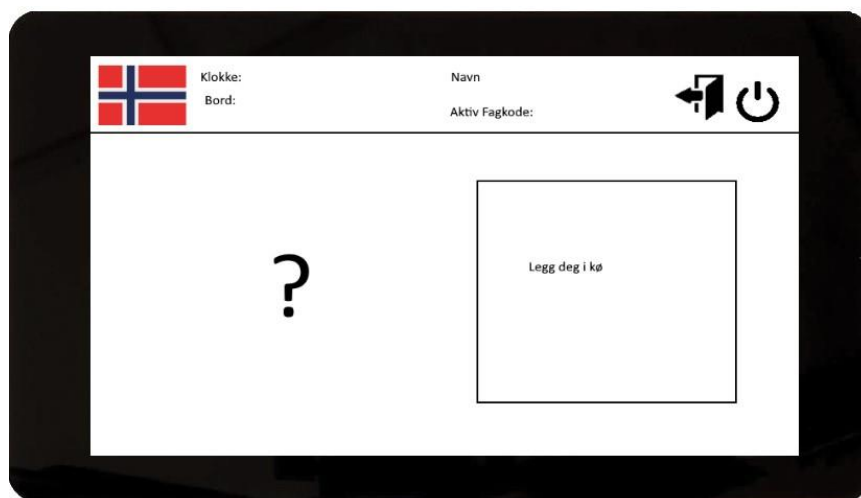 Klokke:
Navn
Bord:
Aktiv Fagkode:
?
Legg deg i kø